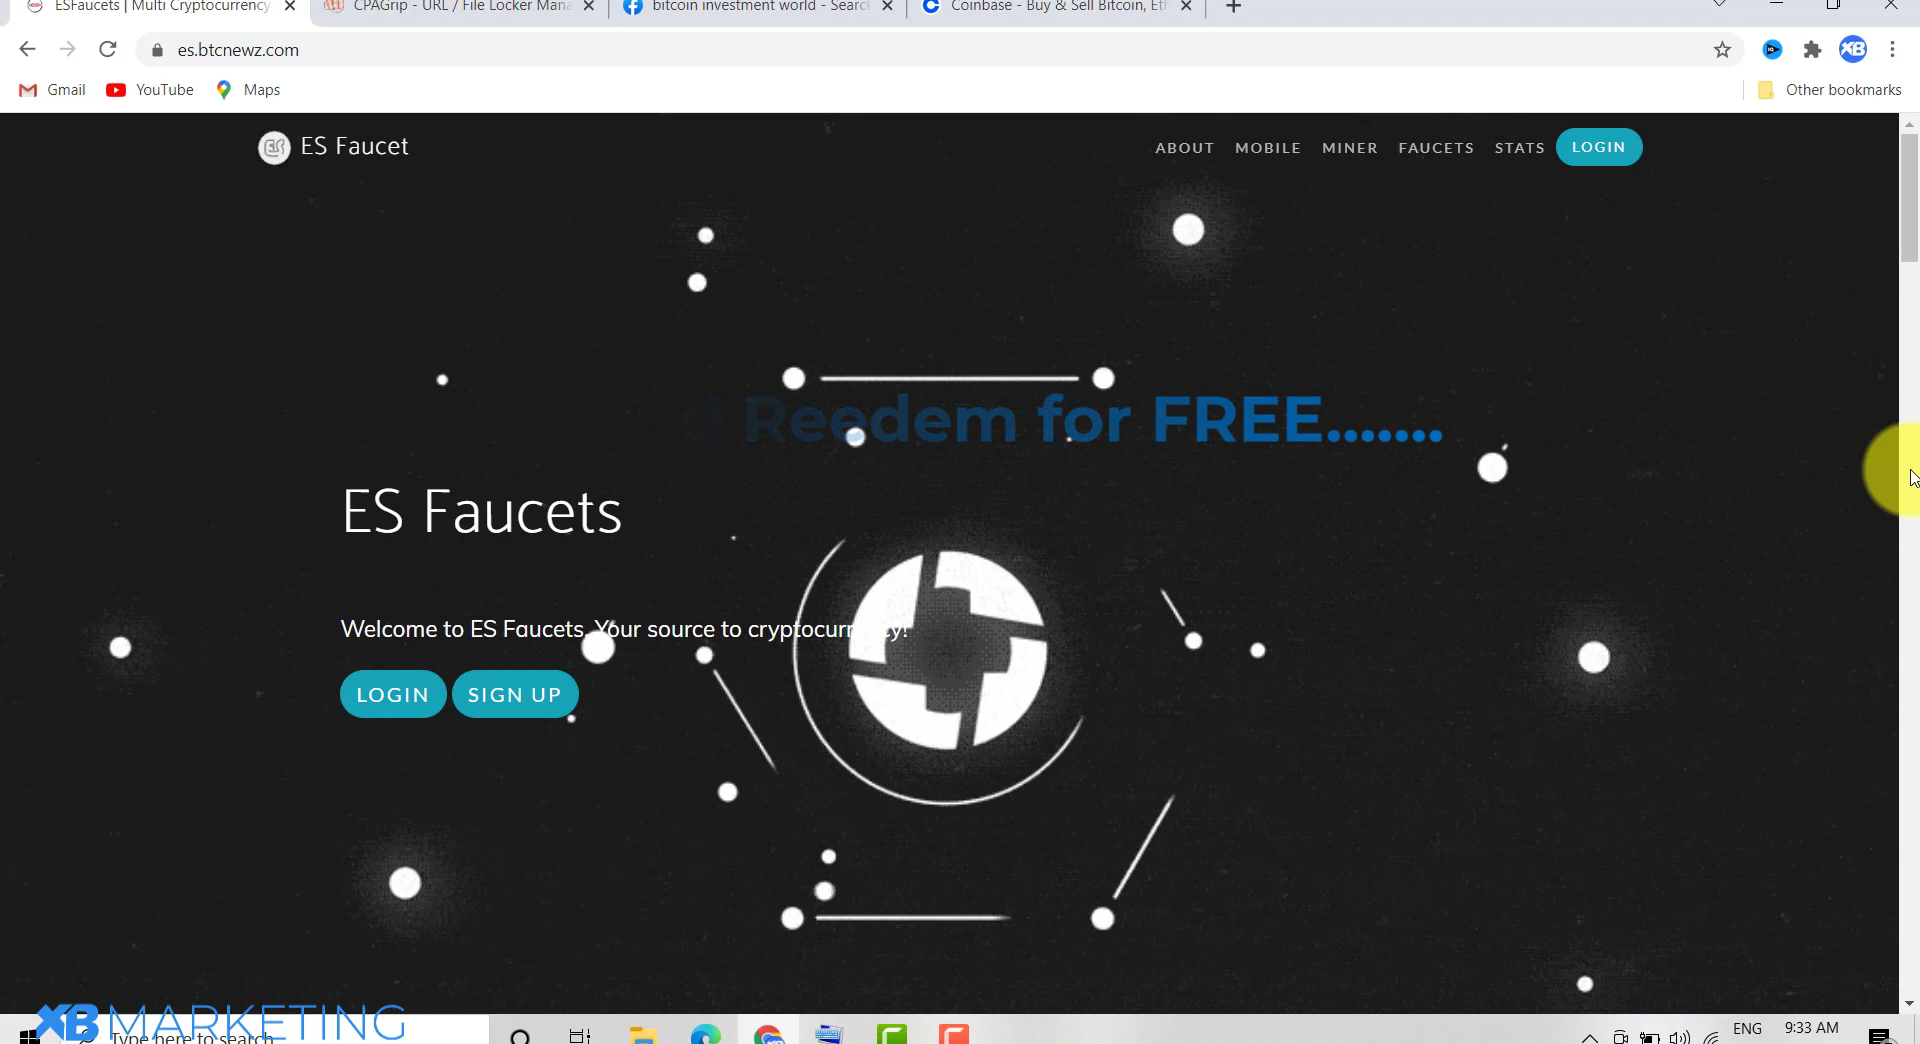 ESFaucets | Multi Cryptocurrency
CPAGrip - URL / File Locker Mana
bitcoin investment world - Searc
Coinbase - Buy & Sell Bitcoin, Eth
es.btcnewz.com
XB
Gmail
YouTube
Maps
Other bookmarks
ES
ES Faucet
ABOUT
MOBILE
MINER
FAUCETS
STATS
LOGIN
d Reedem for FREE.......
ES Faucets
Welcome to ES Faucets. Your source to cryptocurrency!
LOGIN
SIGN UP
XB MARKETING
Type here to search
ENG
9:33 AM